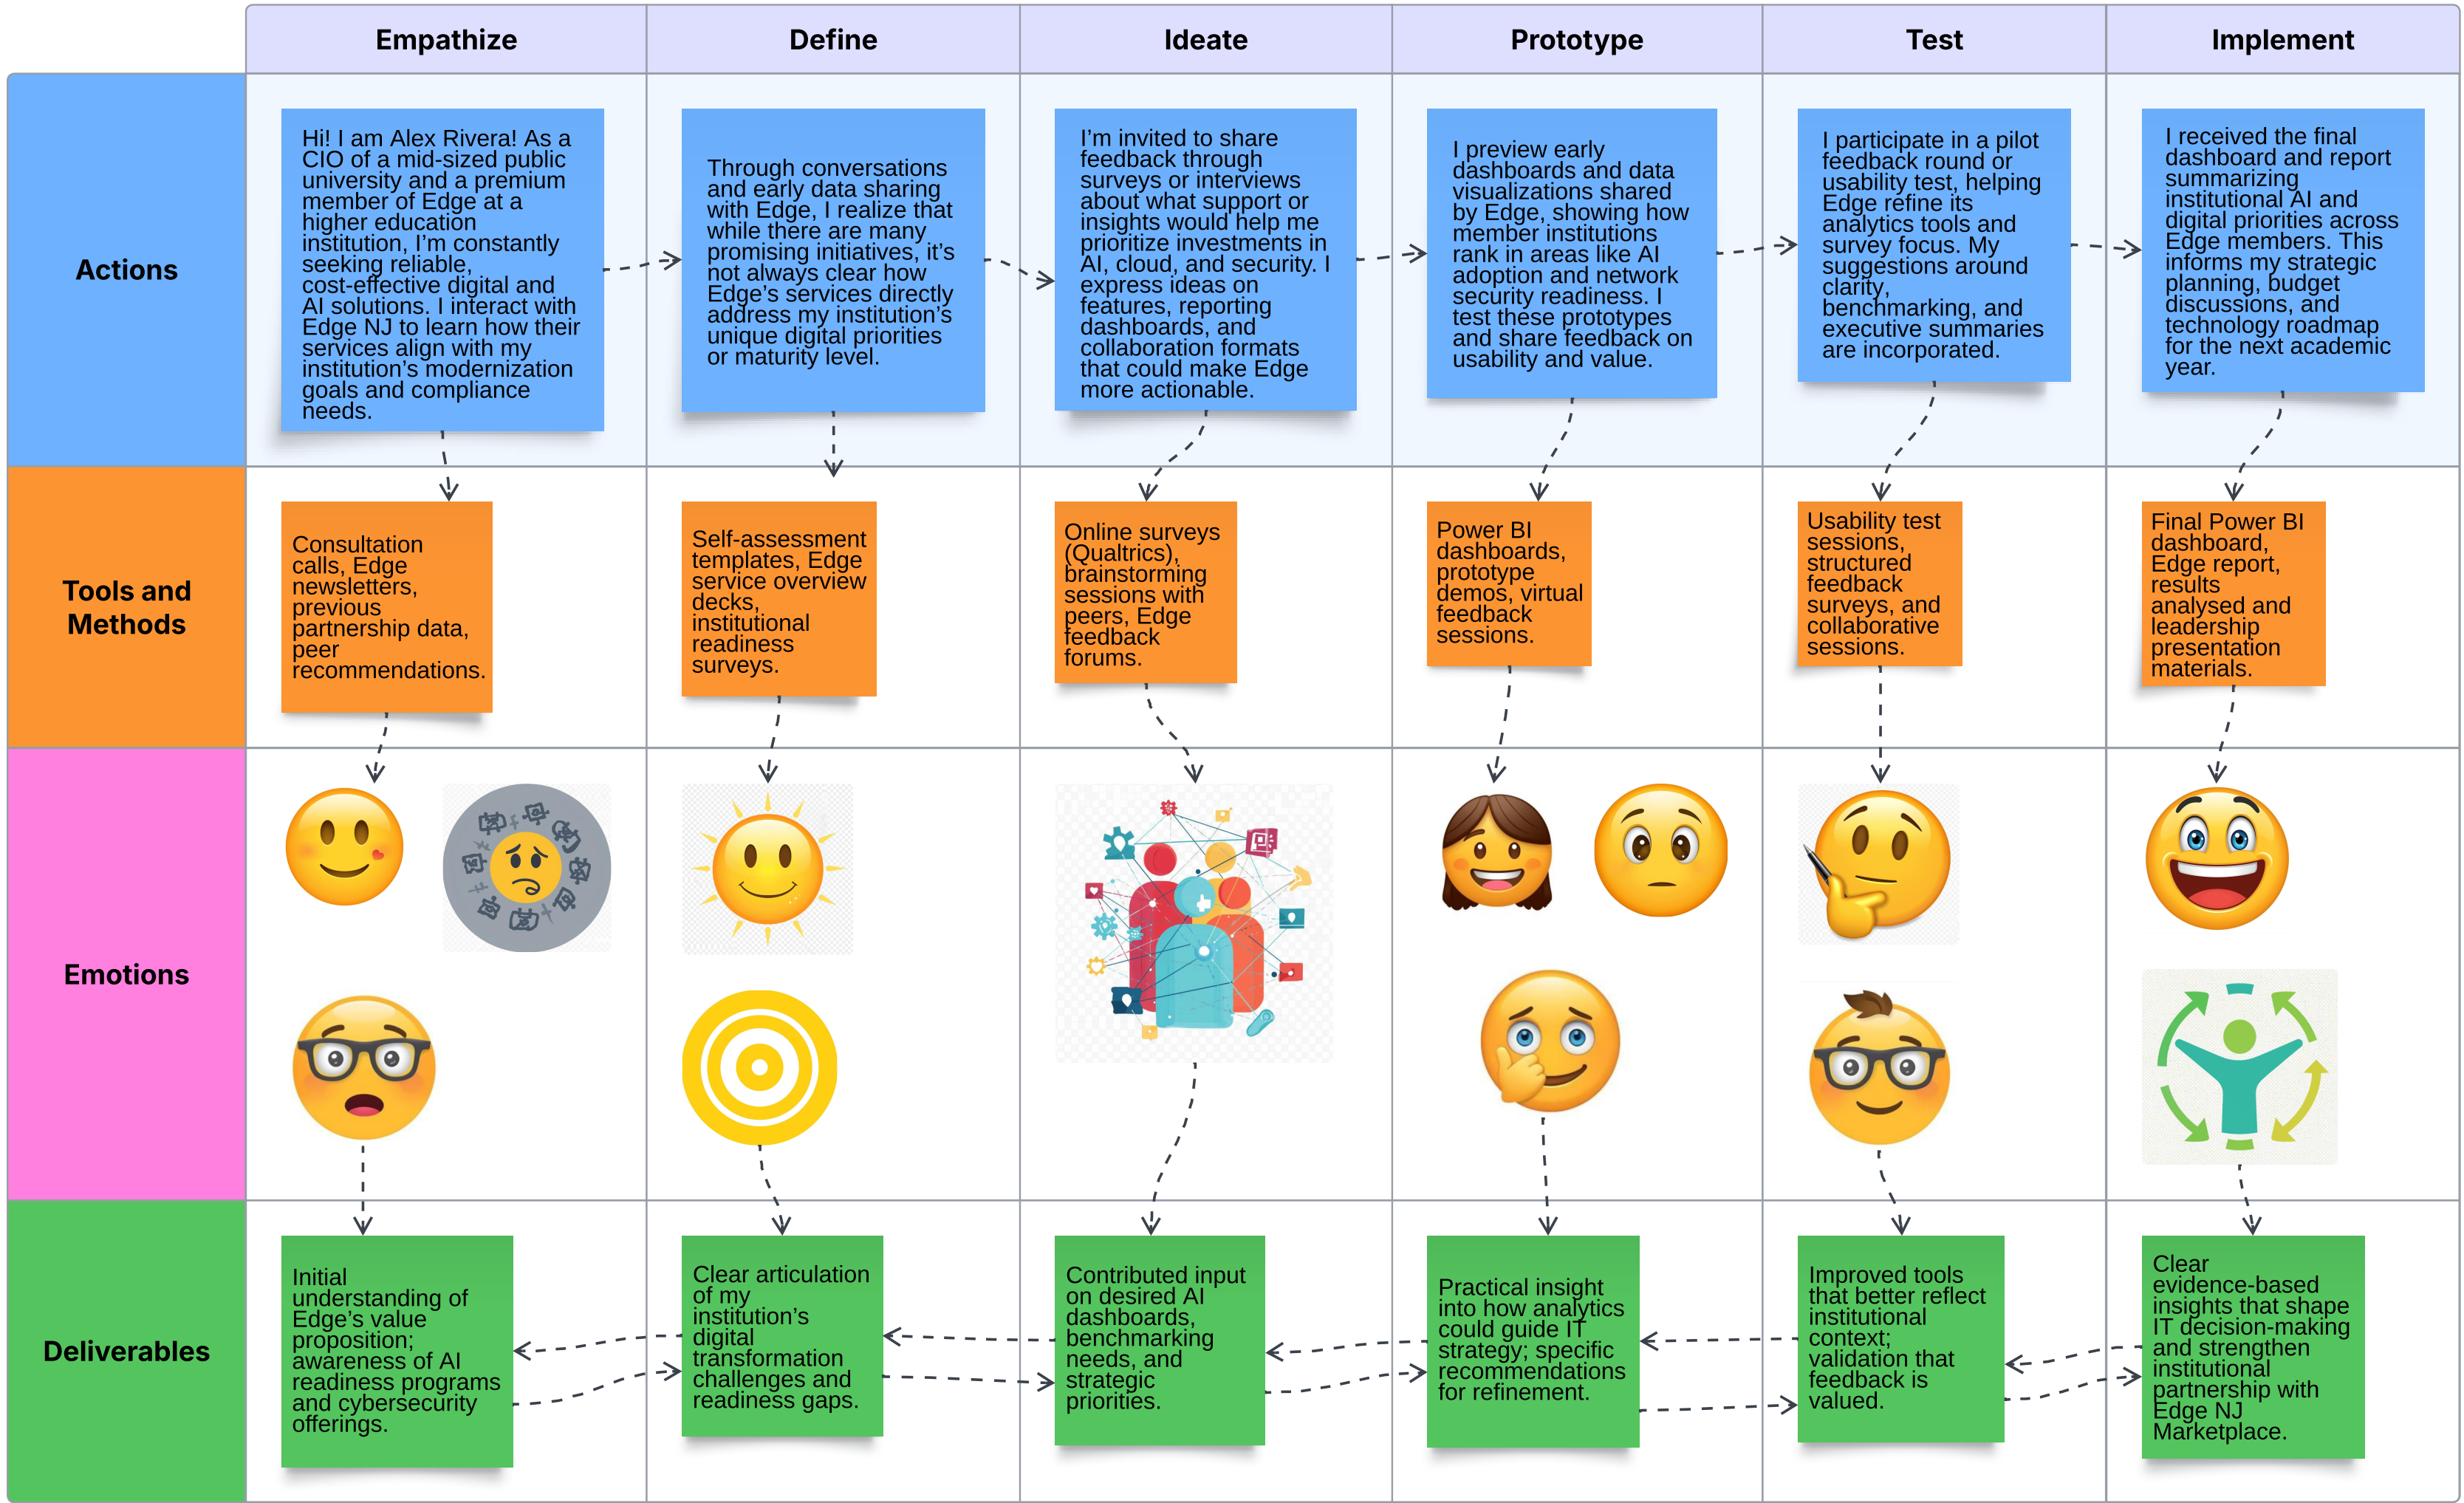 Empathize
Define
Ideate
Prototype
Test
Implement
Actions
Hi! I am Alex Rivera! As a
CIO of a mid-sized public
university and a premium
member of Edge at a
higher education
institution, I'm constantly
seeking reliable,
cost-effective digital and
AI solutions. I interact with
Edge NJ to learn how their
services align with my
institution's modernization
goals and compliance
needs.
Through conversations
and early data sharing
with Edge, I realize that
while there are many
promising initiatives, it's
not always clear how
Edge's services directly
address my institution's
unique digital priorities
or maturity level.
I'm invited to share
feedback through
surveys or interviews
about what support or
insights would help me
prioritize investments in
AI, cloud, and security. I
express ideas on
features, reporting
dashboards, and
collaboration formats
that could make Edge
more actionable.
I preview early
dashboards and data
visualizations shared
by Edge, showing how
member institutions
rank in areas like AI
adoption and network
security readiness. I
test these prototypes
and share feedback on
usability and value.
I participate in a pilot
feedback round or
usability test, helping
Edge refine its
analytics tools and
survey focus. My
suggestions around
clarity,
benchmarking, and
executive summaries
are incorporated.
I received the final
dashboard and report
summarizing
institutional AI and
digital priorities across
Edge members. This
informs my strategic
planning, budget
discussions, and
technology roadmap
for the next academic
year.
Tools and
Methods
Consultation
calls, Edge
newsletters,
previous
partnership data,
peer
recommendations.
Self-assessment
templates, Edge
service overview
decks,
institutional
readiness
surveys.
Online surveys
(Qualtrics),
brainstorming
sessions with
peers, Edge
feedback
forums.
Power BI
dashboards,
prototype
demos, virtual
feedback
sessions.
Usability test
sessions,
structured
feedback
surveys, and
collaborative
sessions.
Final Power BI
dashboard,
Edge report,
results
analysed and
leadership
presentation
materials.
Emotions
Deliverables
Initial
understanding of
Edge's value
proposition;
awareness of AI
readiness programs
and cybersecurity
offerings.
Clear articulation
of my
institution's
digital
transformation
challenges and
readiness gaps.
Contributed input
on desired AI
dashboards,
benchmarking
needs, and
strategic
priorities.
Practical insight
into how analytics
could guide IT
strategy; specific
recommendations
for refinement.
Improved tools
that better reflect
institutional
context;
validation that
feedback is
valued.
Clear
evidence-based
insights that shape
IT decision-making
and strengthen
institutional
partnership with
Edge NJ
Marketplace.